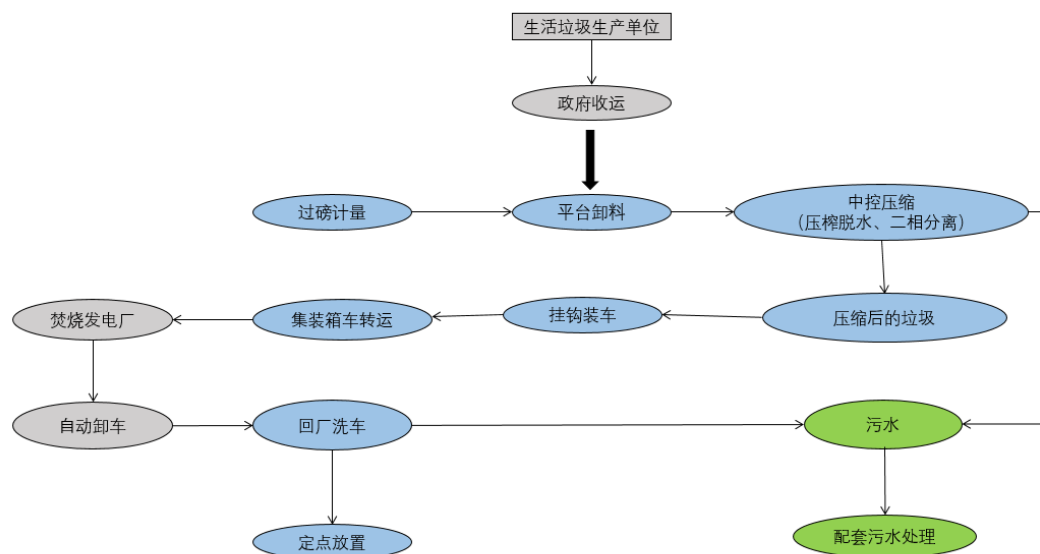 生活垃圾生产单位
政府收运
过磅计量
平台卸料
中控压缩
（压榨脱水、二相分离）
焚烧发电厂
集装箱车转运
挂钩装车
压缩后的垃圾
自动卸车
回厂洗车
污水
定点放置
配套污水处理